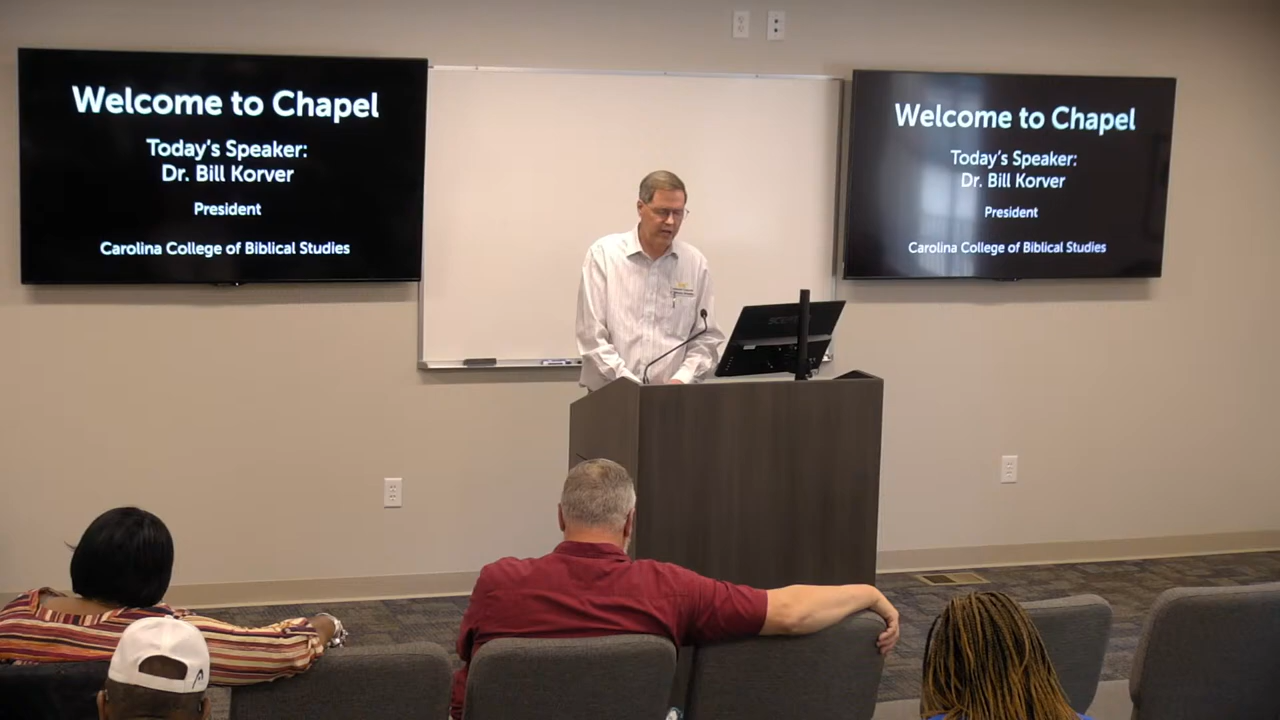 Welcome to Chapel
Today's Speaker:
Dr. Bill Korver
President
Carolina College of Biblical Studies
Welcome to Chapel
Today's Speaker:
Dr. Bill Korver
President
Carolina College of Biblical Studies